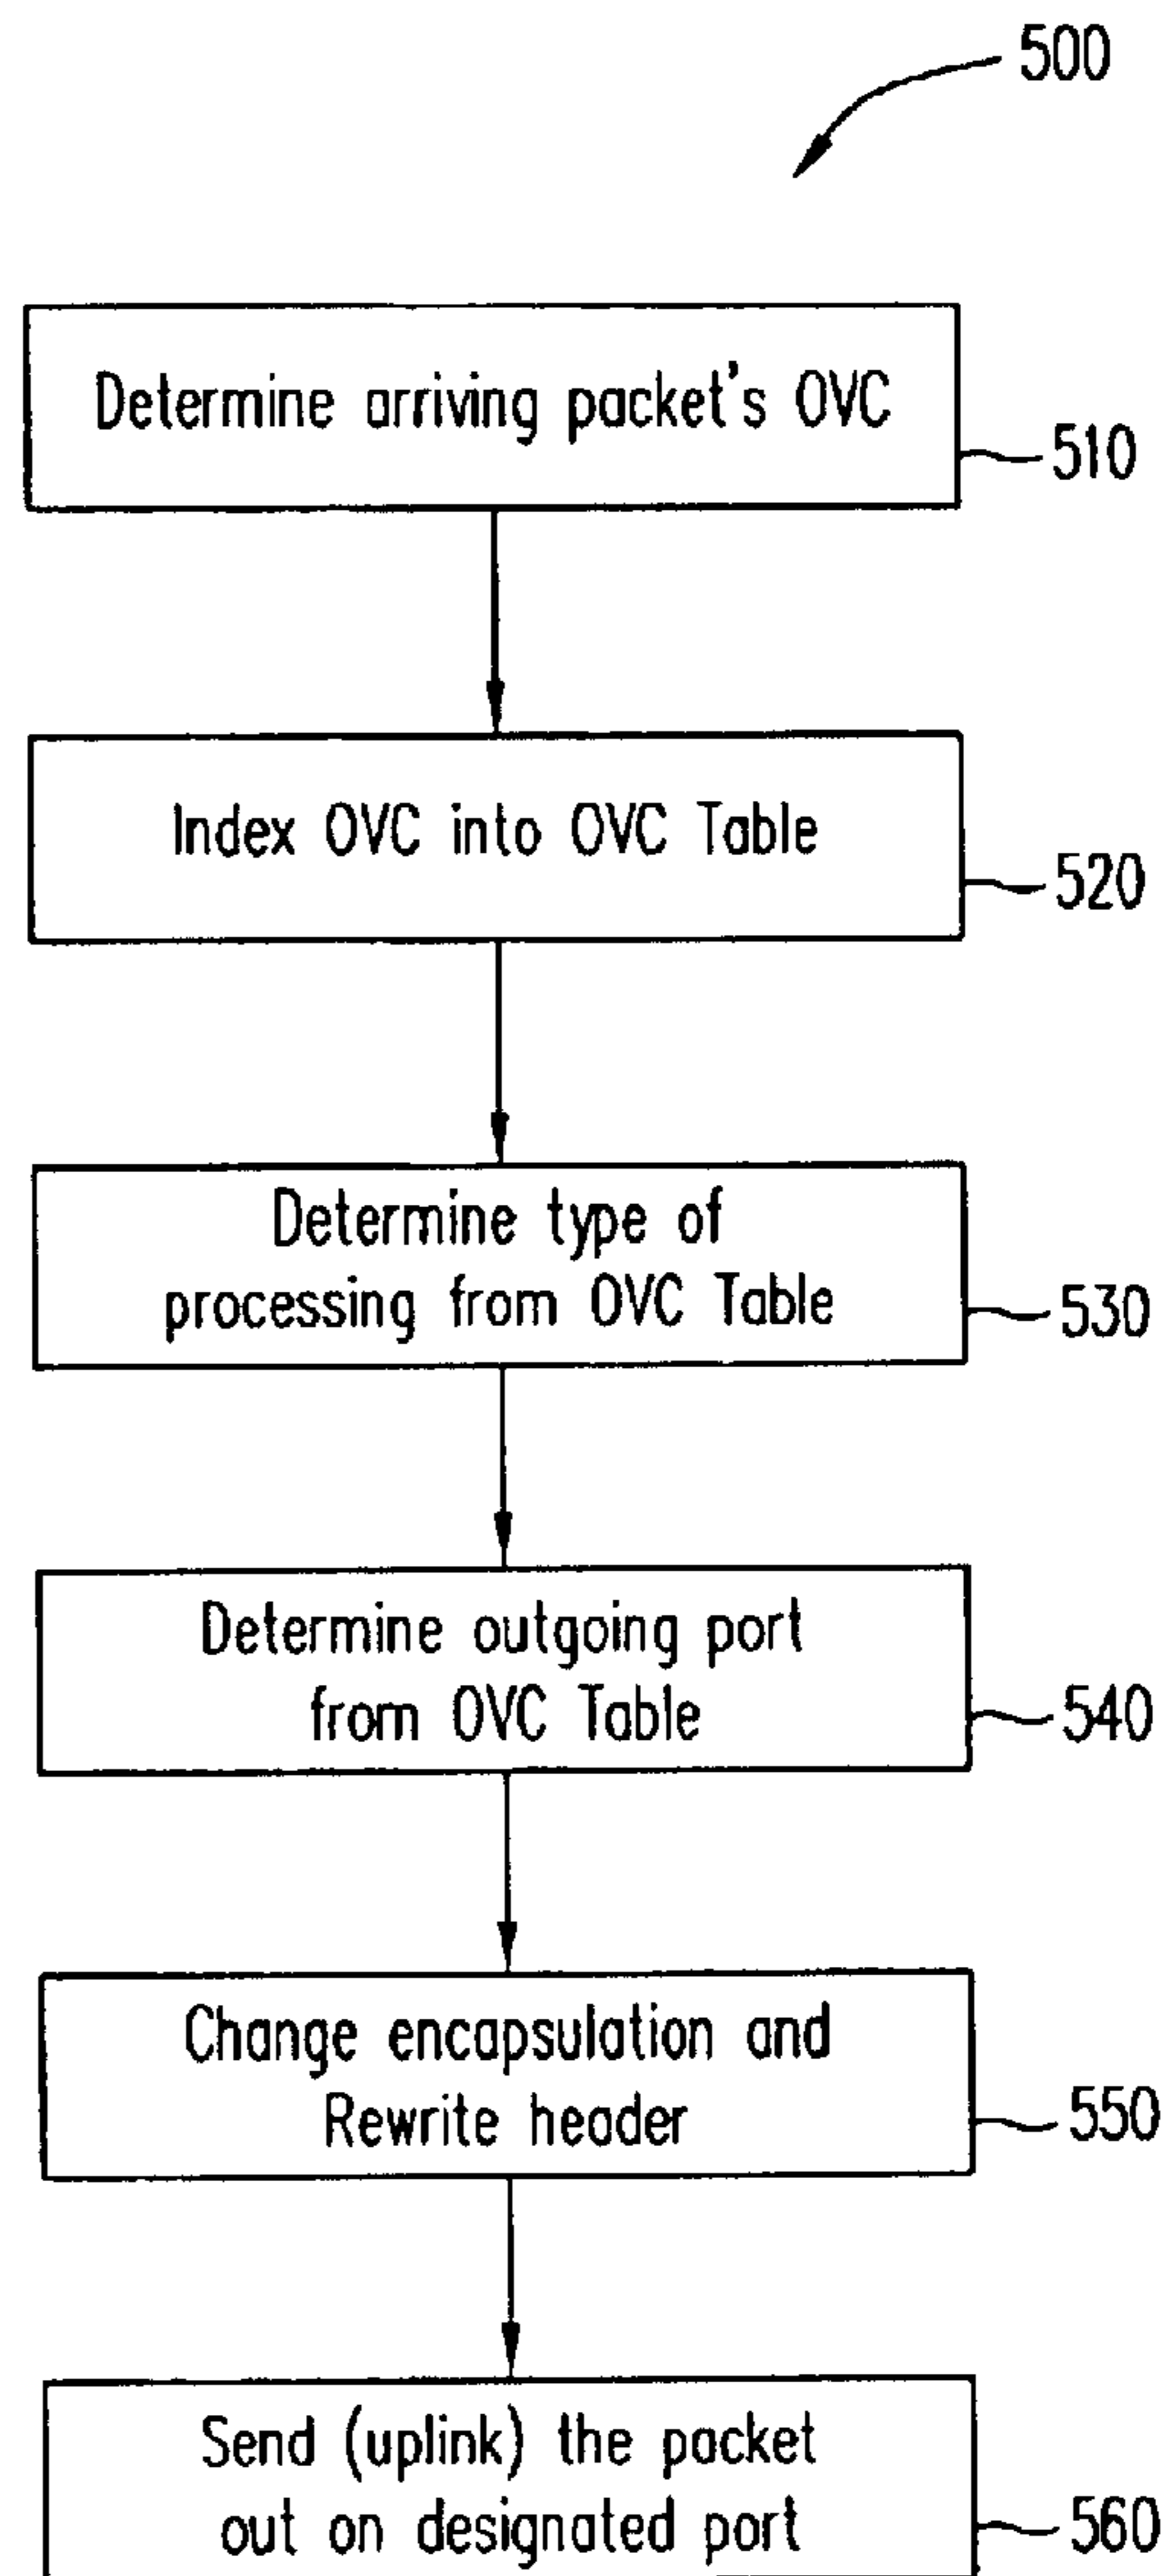 500
Determine arriving packet's OVC
510
Index OVC into OVC Table
520
Determine type of
processing from OVC Table
530
Determine outgoing port
from OVC Table
540
Change encapsulation and
Rewrite header
550
Send (uplink) the packet
out on designated port
560